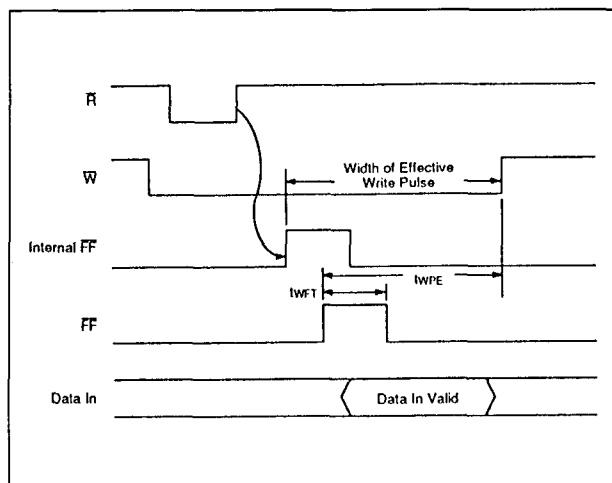 R̅
W̅
Width of Effective
Write Pulse
Internal F̅F̅
tWPE
tWFT
F̅F̅
Data In
Data In Valid